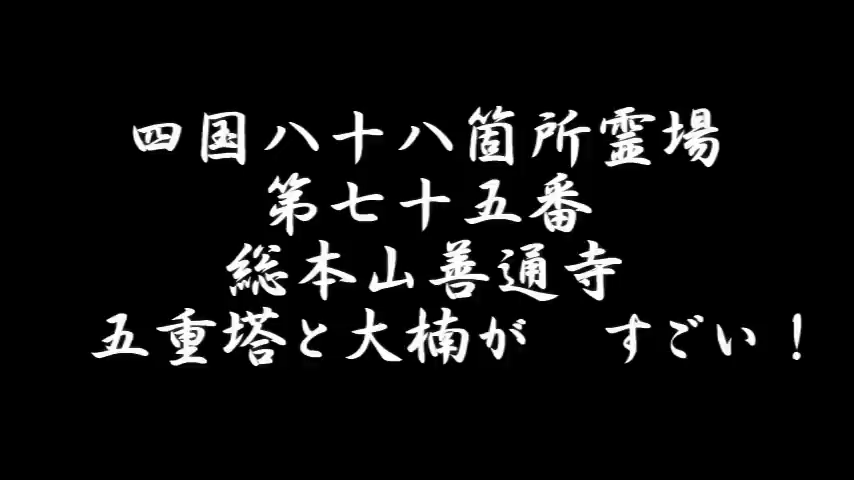 四国八十八箇所霊場
第七十五番
総本山善通寺
五重塔と大楠が　すごい！